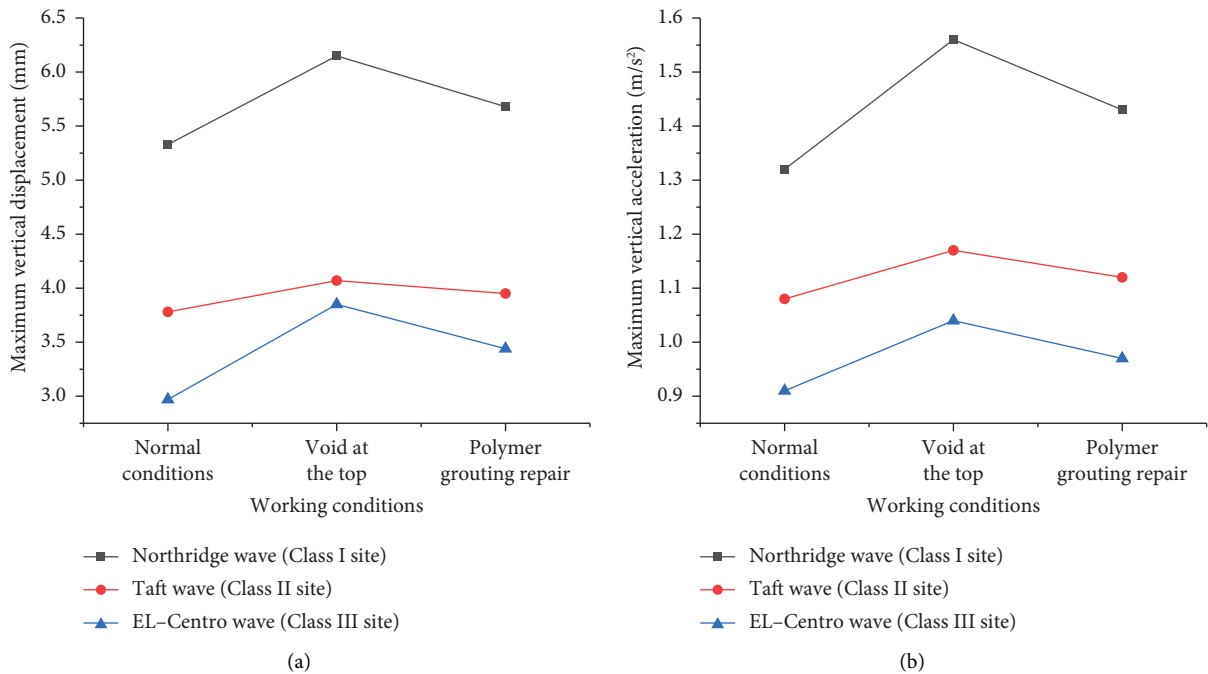 Maximum vertical displacement (mm)
6.5
6.0
5.5
5.0
4.5
4.0
3.5
3.0
Normal
conditions
Void at
the top
Polymer
grouting repair
Working conditions
Northridge wave (Class I site)
Taft wave (Class II site)
EL–Centro wave (Class III site)
(a)
Maximum vertical acceleration (m/s²)
1.6
1.5
1.4
1.3
1.2
1.1
1.0
0.9
Normal
conditions
Void at
the top
Polymer
grouting repair
Working conditions
Northridge wave (Class I site)
Taft wave (Class II site)
EL–Centro wave (Class III site)
(b)